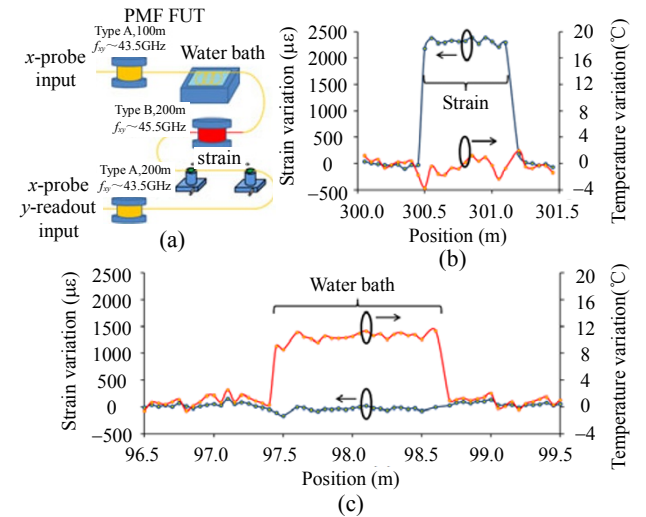 PMF FUT
(a)
Type A,100m
fxy～43.5GHz
x-probe
input
Water bath
Type B,200m
fxy～45.5GHz
strain
Type A,200m
fxy～43.5GHz
x-probe
y-readout
input
(b)
Strain variation (με)
2500
2000
1500
1000
500
0
−500
Strain
20
16
12
8
4
0
−4
Temperature variation(℃)
300.0 300.5 301.0 301.5
Position (m)
(c)
Strain variation (με)
2500
2000
1500
1000
500
0
−500
Water bath
20
16
12
8
4
0
−4
Temperature variation(℃)
96.5 97.0 97.5 98.0 98.5 99.0 99.5
Position (m)